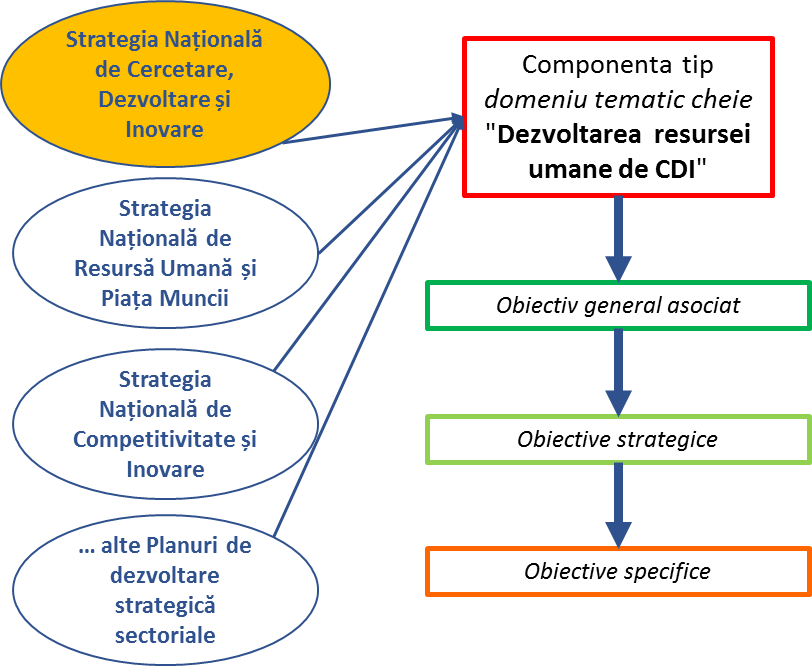 Strategia Națională
de Cercetare,
Dezvoltare și
Inovare
Strategia
Națională de
Resursă Umană și
Piața Muncii
Strategia
Națională de
Competitivitate și
Inovare
... alte Planuri de
dezvoltare
strategică
sectoriale
Componenta tip
domeniu tematic cheie
"Dezvoltarea resursei
umane de CDI"
Obiectiv general asociat
Obiective strategice
Obiective specifice